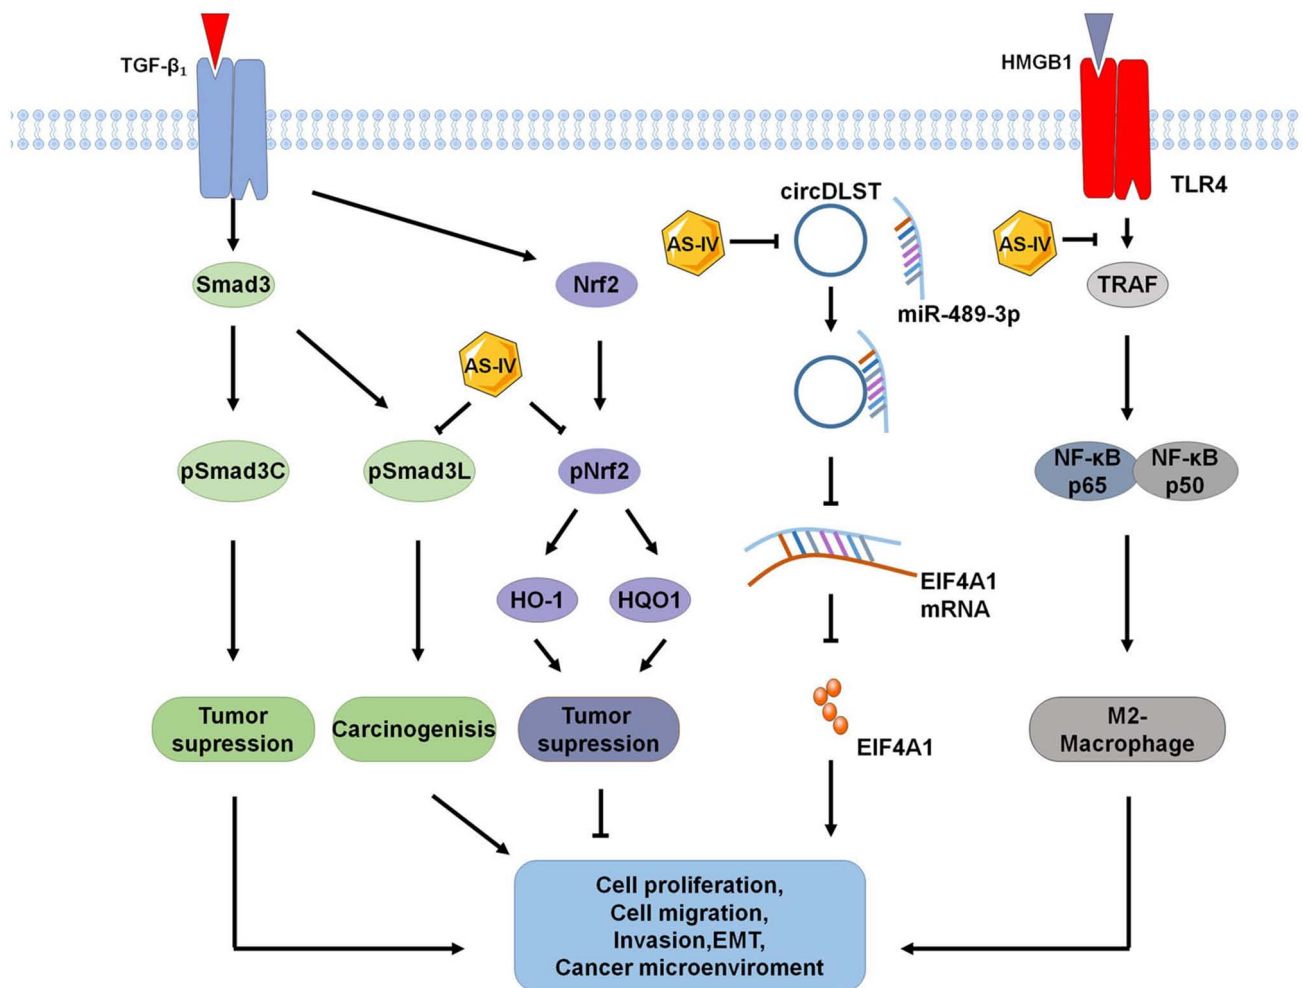 TGF-β₁
HMGB1
TLR4
circDLST
AS-IV
AS-IV
Smad3
Nrf2
TRAF
miR-489-3p
AS-IV
pSmad3C
pSmad3L
pNrf2
NF-κB
p65
NF-κB
p50
HO-1
HQO1
EIF4A1
mRNA
Tumor
supression
Carcinogenisis
Tumor
supression
EIF4A1
M2-
Macrophage
Cell proliferation,
Cell migration,
Invasion,EMT,
Cancer microenviroment